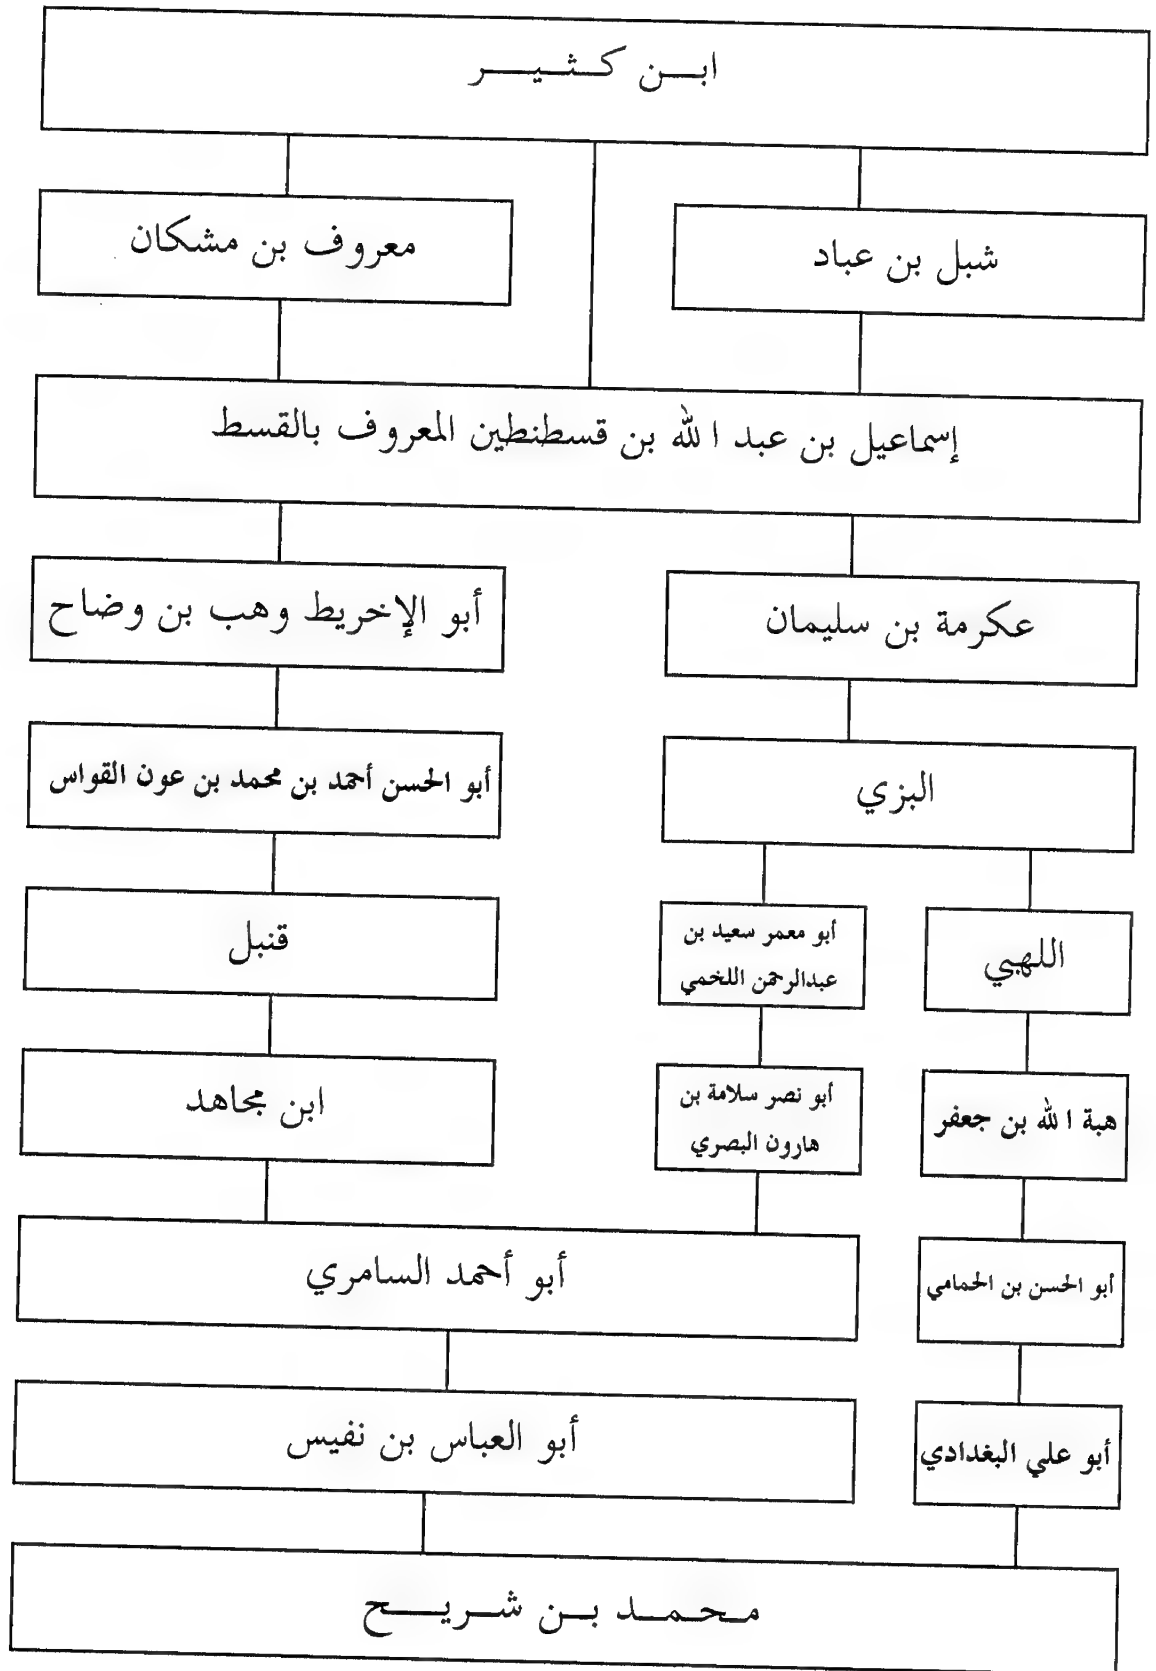 ابن كثير
شبل بن عباد
معروف بن مشكان
إسماعيل بن عبد الله بن قسطنطين المعروف بالقسط
عكرمة بن سليمان
أبو الإخريط وهب بن وضاح
البزي
أبو الحسن أحمد بن محمد بن عون القواس
اللهبي
أبو معمر سعيد بن
عبدالرحمن اللخمي
قنبل
هبة الله بن جعفر
أبو نصر سلامة بن
هارون البصري
ابن مجاهد
أبو الحسن بن الحمامي
أبو أحمد السامري
أبو علي البغدادي
أبو العباس بن نفيس
محمد بن شريح